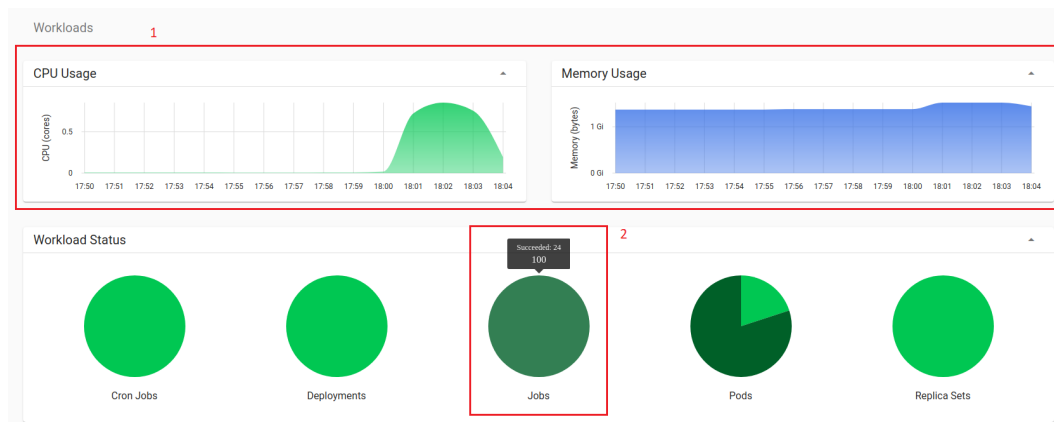 Workloads
1
CPU Usage
Memory Usage
CPU (cores)
0.5
0
17:50 17:51 17:52 17:53 17:54 17:55 17:56 17:57 17:58 17:59 18:00 18:01 18:02 18:03 18:04
Memory (bytes)
1 Gi
0 Gi
17:50 17:51 17:52 17:53 17:54 17:55 17:56 17:57 17:58 17:59 18:00 18:01 18:02 18:03 18:04
Workload Status
2
Succeeded: 24
100
Cron Jobs
Deployments
Jobs
Pods
Replica Sets